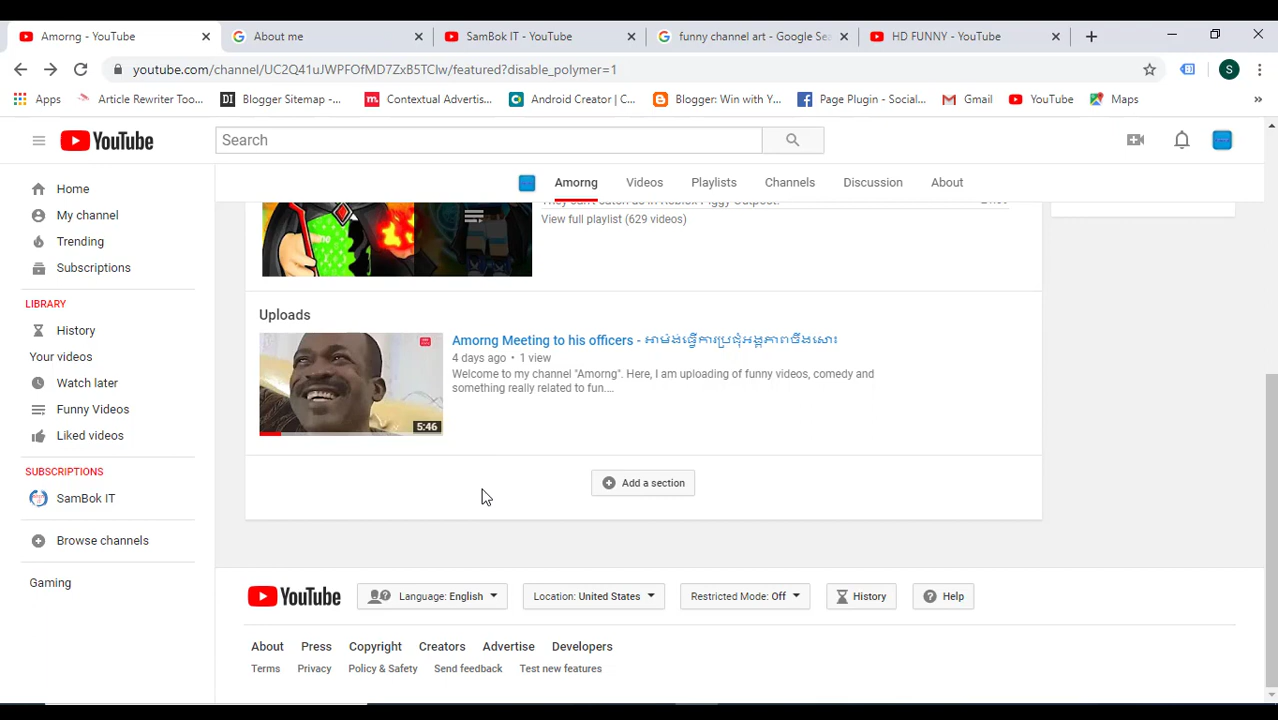 Amorng - YouTube
About me
SamBok IT - YouTube
funny channel art - Google Sea
HD FUNNY - YouTube
youtube.com/channel/UC2Q41uJWPFOfMD7ZxB5TClw/featured?disable_polymer=1
S
Apps
Article Rewriter Too...
Blogger Sitemap -...
Contextual Advertis...
Android Creator | C...
Blogger: Win with Y...
Page Plugin - Social...
Gmail
YouTube
Maps
YouTube
Search
Amorng
Videos
Playlists
Channels
Discussion
About
Home
My channel
Trending
Subscriptions
LIBRARY
History
Your videos
Watch later
Funny Videos
Liked videos
SUBSCRIPTIONS
SamBok IT
Browse channels
Gaming
View full playlist (629 videos)
Uploads
5:46
Amorng Meeting to his officers - អាម៉ង់ធ្វើការប្រជុំអង្គភាពចឹងសោះ
4 days ago • 1 view
Welcome to my channel "Amorng". Here, I am uploading of funny videos, comedy and
something really related to fun....
Add a section
YouTube
Language: English
Location: United States
Restricted Mode: Off
History
Help
About
Press
Copyright
Creators
Advertise
Developers
Terms
Privacy
Policy & Safety
Send feedback
Test new features